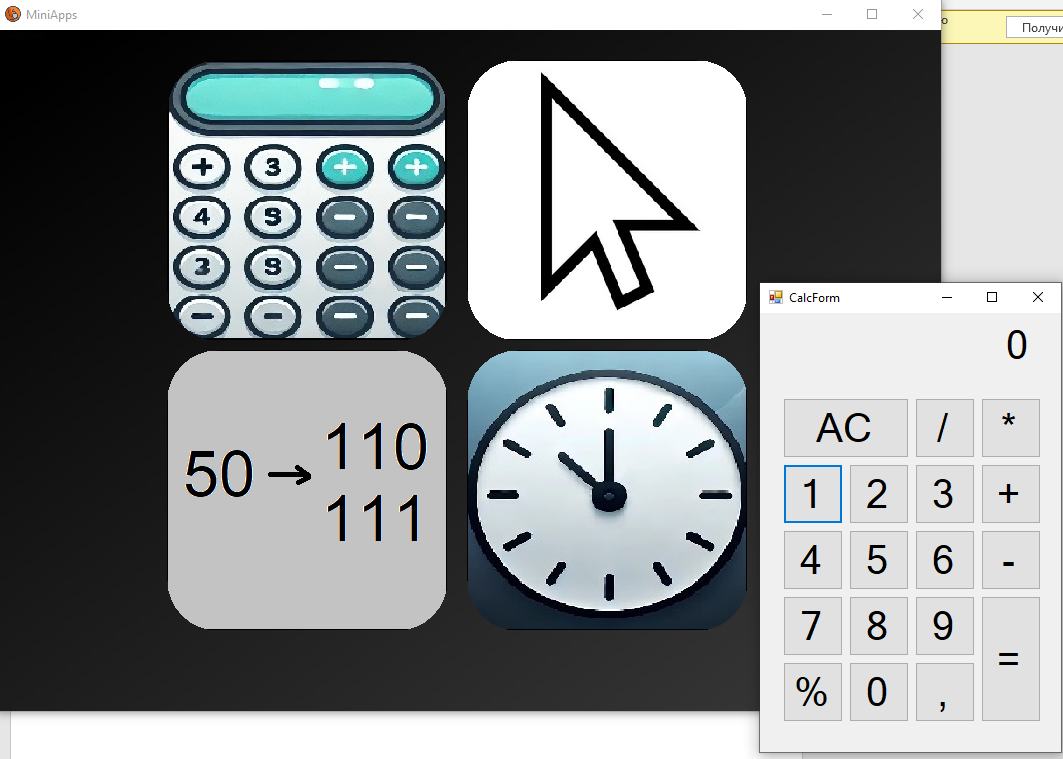 MiniApps
ю
Получи
+ 3 + +
4 9 - -
3 9 - -
- - - -
50 → 110
111
CalcForm
0
AC / *
1 2 3 +
4 5 6 -
7 8 9
=
% 0 ,